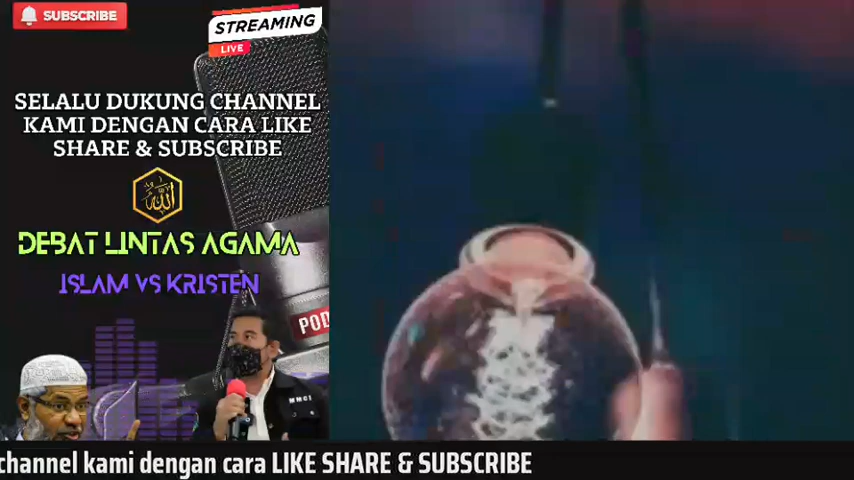 SUBSCRIBE
STREAMING
LIVE
SELALU DUKUNG CHANNEL
KAMI DENGAN CARA LIKE
SHARE & SUBSCRIBE
الله
DEBAT LINTAS AGAMA
ISLAM VS KRISTEN
POD
channel kami dengan cara LIKE SHARE & SUBSCRIBE